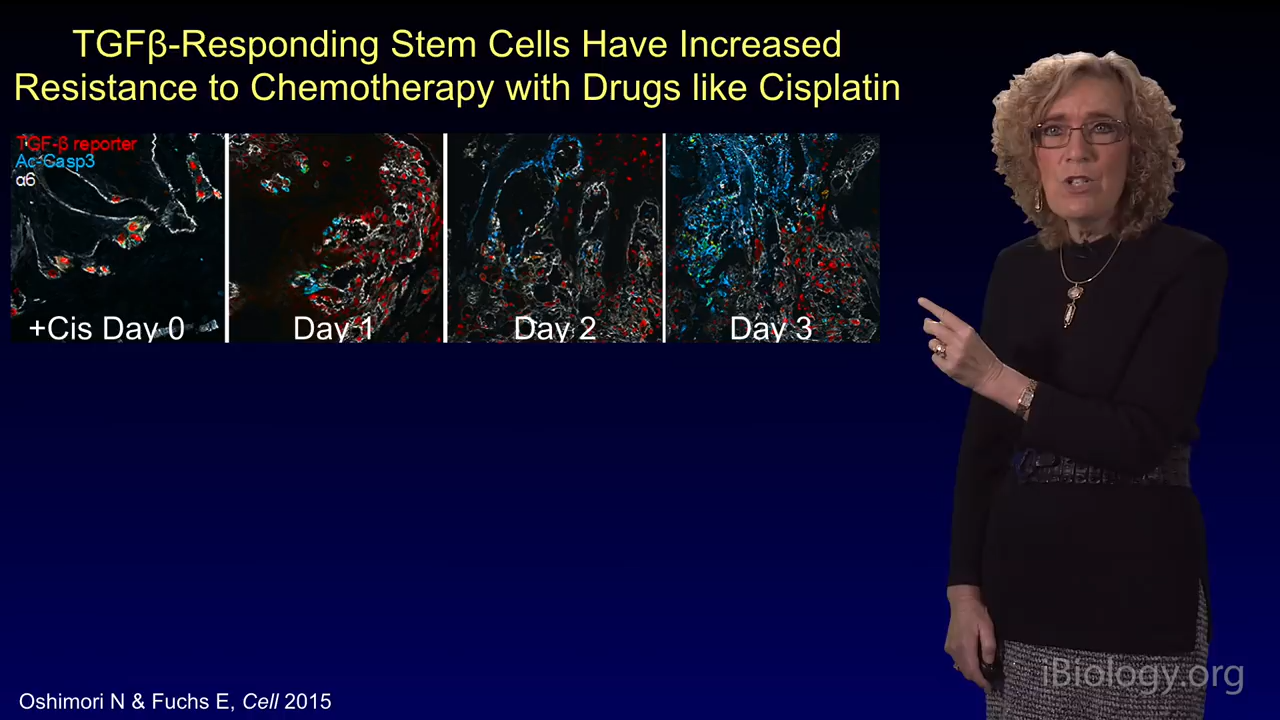 TGFβ-Responding Stem Cells Have Increased
Resistance to Chemotherapy with Drugs like Cisplatin
TGF-β reporter
Ac-Casp3
α6
+Cis Day 0
Day 1
Day 2
Day 3
Oshimori N & Fuchs E, Cell 2015
iBiology.org